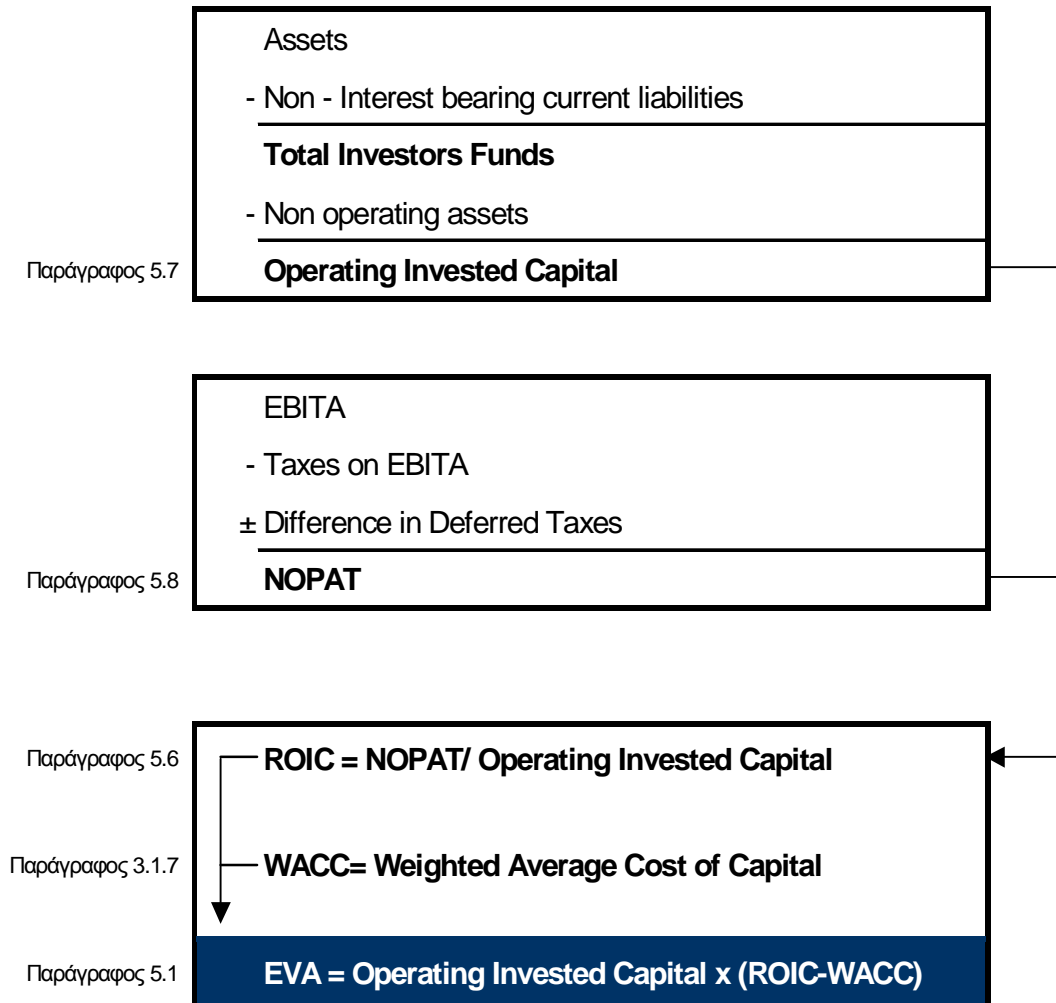 Assets
- Non - Interest bearing current liabilities
Total Investors Funds
- Non operating assets
Παράγραφος 5.7 Operating Invested Capital
EBITA
- Taxes on EBITA
± Difference in Deferred Taxes
Παράγραφος 5.8 NOPAT
Παράγραφος 5.6 ROIC = NOPAT/ Operating Invested Capital
Παράγραφος 3.1.7 WACC= Weighted Average Cost of Capital
Παράγραφος 5.1 EVA = Operating Invested Capital x (ROIC-WACC)